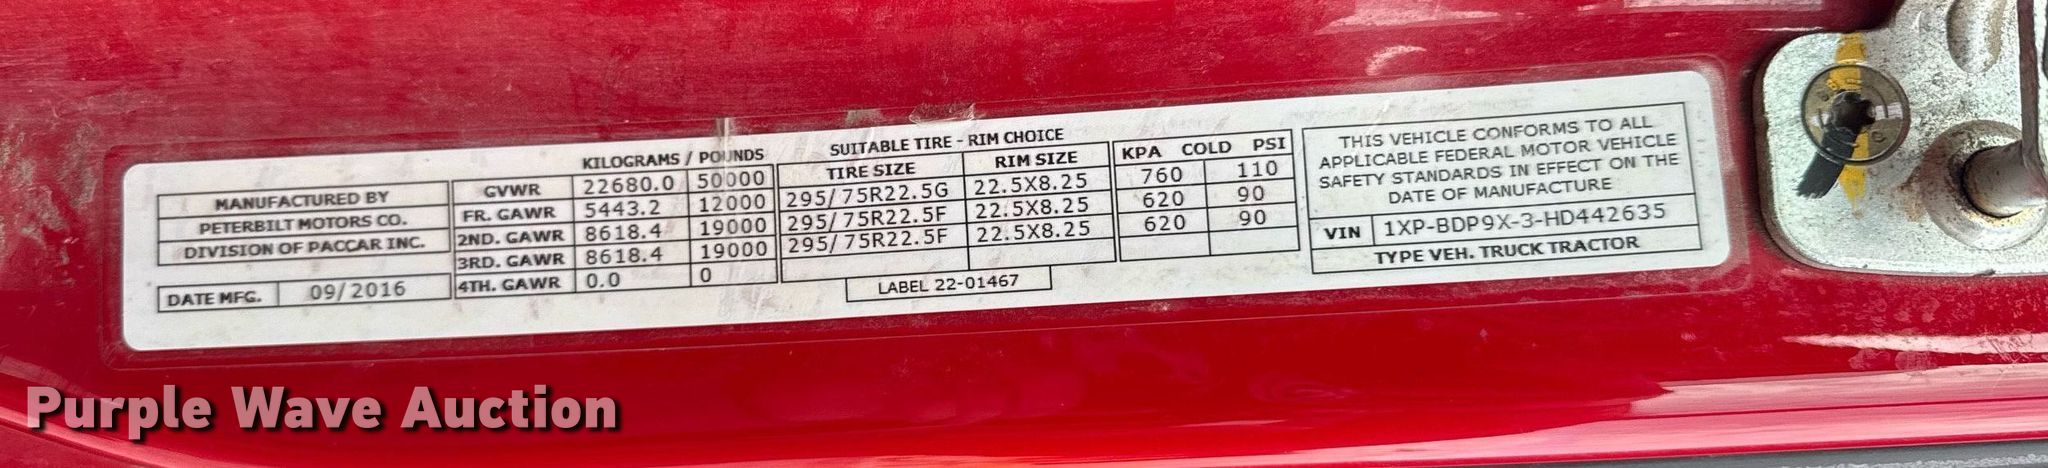 MANUFACTURED BY
PETERBILT MOTORS CO.
DIVISION OF PACCAR INC.
DATE MFG. 09/2016
KILOGRAMS / POUNDS
GVWR 22680.0 50000
FR. GAWR 5443.2 12000
2ND. GAWR 8618.4 19000
3RD. GAWR 8618.4 19000
4TH. GAWR 0.0 0
SUITABLE TIRE - RIM CHOICE
TIRE SIZE RIM SIZE
295/75R22.5G 22.5X8.25
295/75R22.5F 22.5X8.25
295/75R22.5F 22.5X8.25
LABEL 22-01467
KPA COLD PSI
760 110
620 90
620 90
THIS VEHICLE CONFORMS TO ALL
APPLICABLE FEDERAL MOTOR VEHICLE
SAFETY STANDARDS IN EFFECT ON THE
DATE OF MANUFACTURE
VIN 1XP-BDP9X-3-HD442635
TYPE VEH. TRUCK TRACTOR
Purple Wave Auction